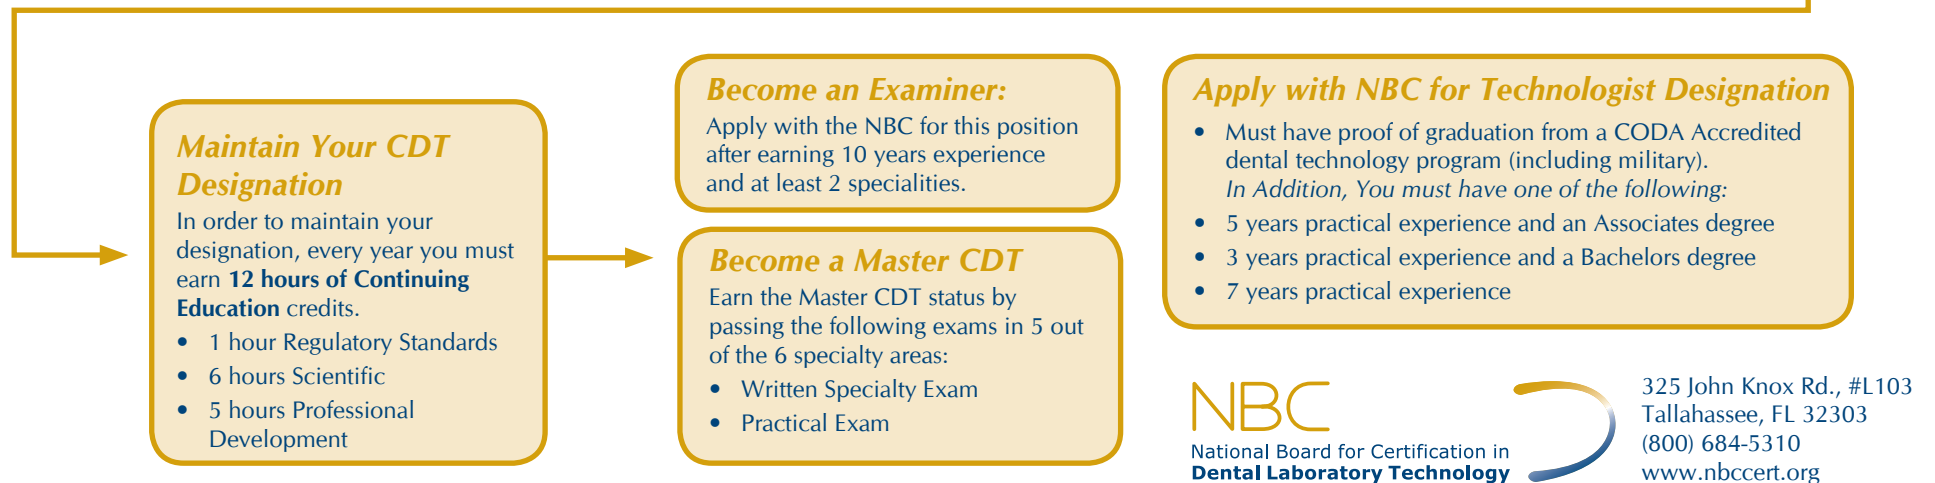 Maintain Your CDT
Designation
In order to maintain your
designation, every year you must
earn 12 hours of Continuing
Education credits.
• 1 hour Regulatory Standards
• 6 hours Scientific
• 5 hours Professional
Development
Become an Examiner:
Apply with the NBC for this position
after earning 10 years experience
and at least 2 specialities.
Become a Master CDT
Earn the Master CDT status by
passing the following exams in 5 out
of the 6 specialty areas:
• Written Specialty Exam
• Practical Exam
Apply with NBC for Technologist Designation
• Must have proof of graduation from a CODA Accredited
dental technology program (including military).
In Addition, You must have one of the following:
• 5 years practical experience and an Associates degree
• 3 years practical experience and a Bachelors degree
• 7 years practical experience
NBC
National Board for Certification in
Dental Laboratory Technology
325 John Knox Rd., #L103
Tallahassee, FL 32303
(800) 684-5310
www.nbccert.org